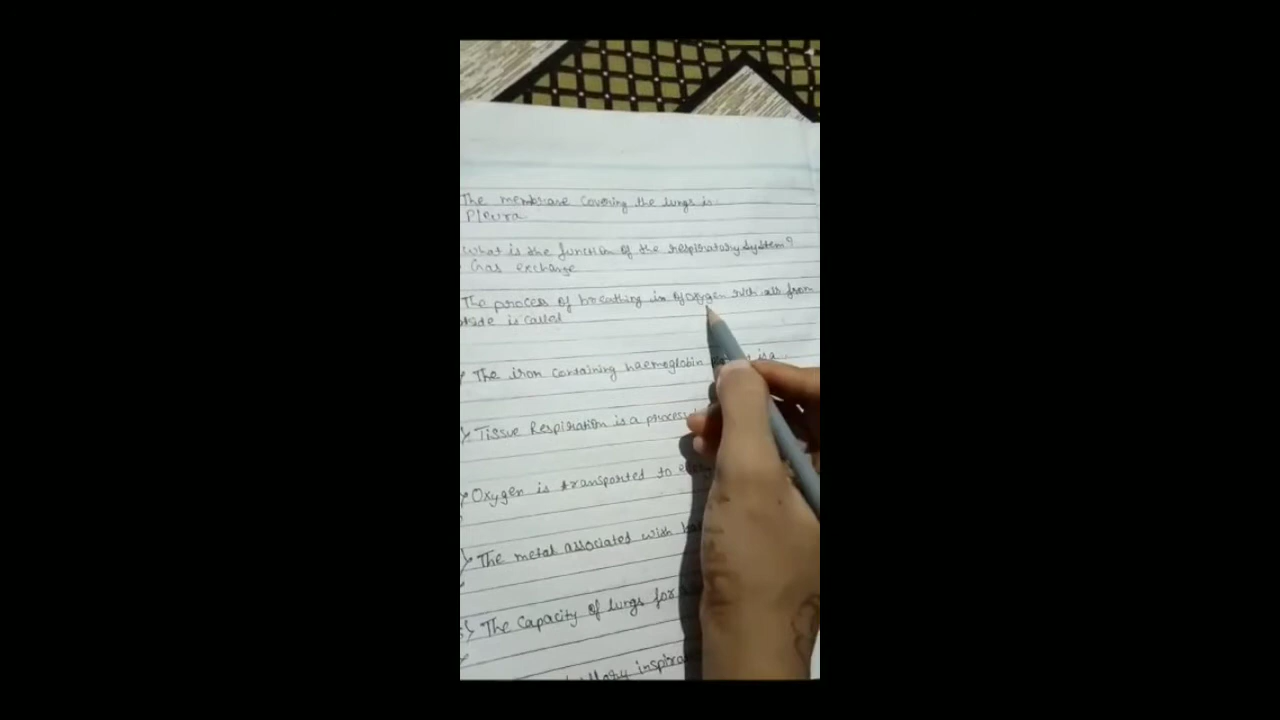 The membrane covering the lungs is.
Pleura
What is the function of the respiratory system?
Gas exchange
The process of breathing in of oxygen rich air from
is called
The iron containing haemoglobin is a
Tissue Respiration is a process
Oxygen is transported to
The metal associated with
The Capacity of lungs for
inspira